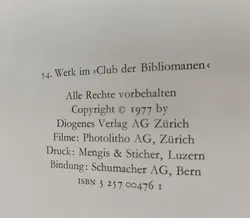 54. Werk im ›Club der Bibliomanen‹
Alle Rechte vorbehalten
Copyright © 1977 by
Diogenes Verlag AG Zürich
Filme: Photolitho AG, Zürich
Druck: Mengis & Sticher, Luzern
Bindung: Schumacher AG, Bern
ISBN 3 257 00476 1